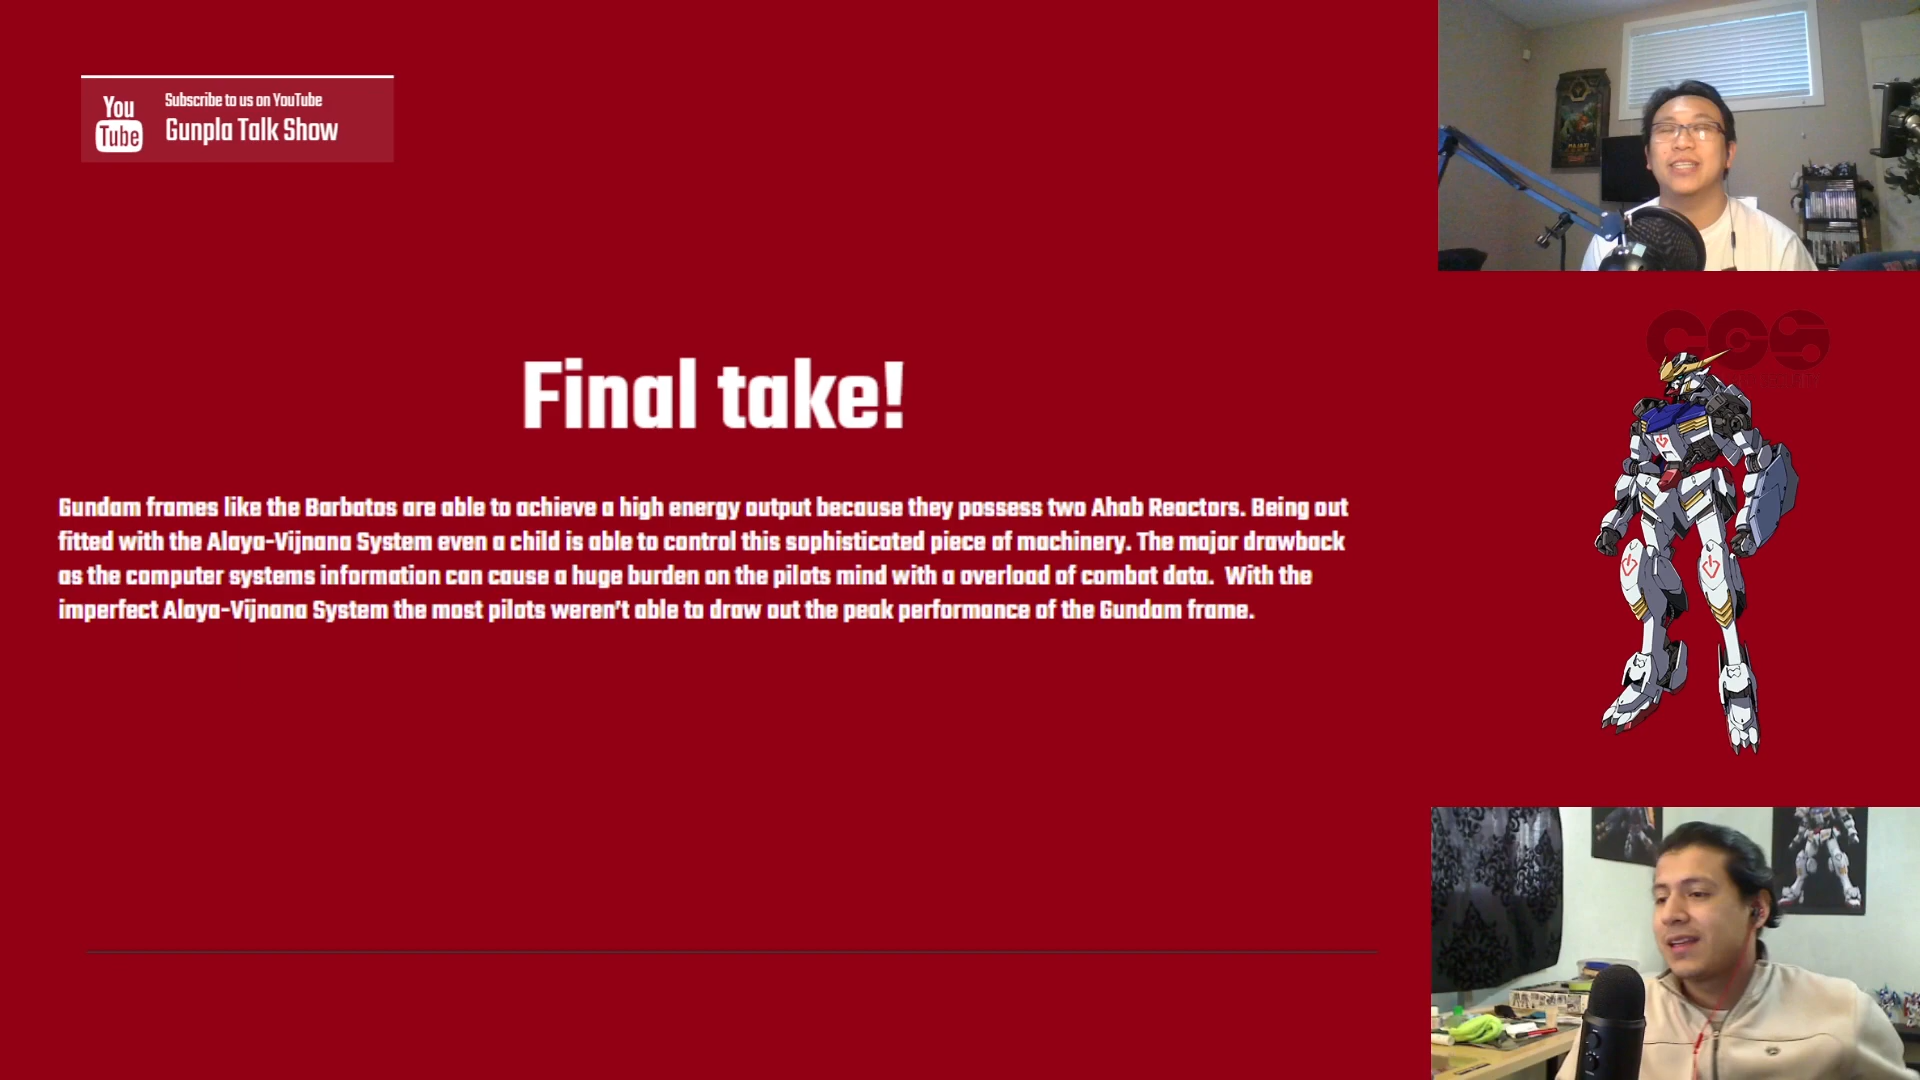 You
Tube
Subscribe to us on YouTube
Gunpla Talk Show
Final take!
Gundam frames like the Barbatos are able to achieve a high energy output because they possess two Ahab Reactors. Being out
fitted with the Alaya-Vijnana System even a child is able to control this sophisticated piece of machinery. The major drawback
as the computer systems information can cause a huge burden on the pilots mind with a overload of combat data. With the
imperfect Alaya-Vijnana System the most pilots weren't able to draw out the peak performance of the Gundam frame.
CCS